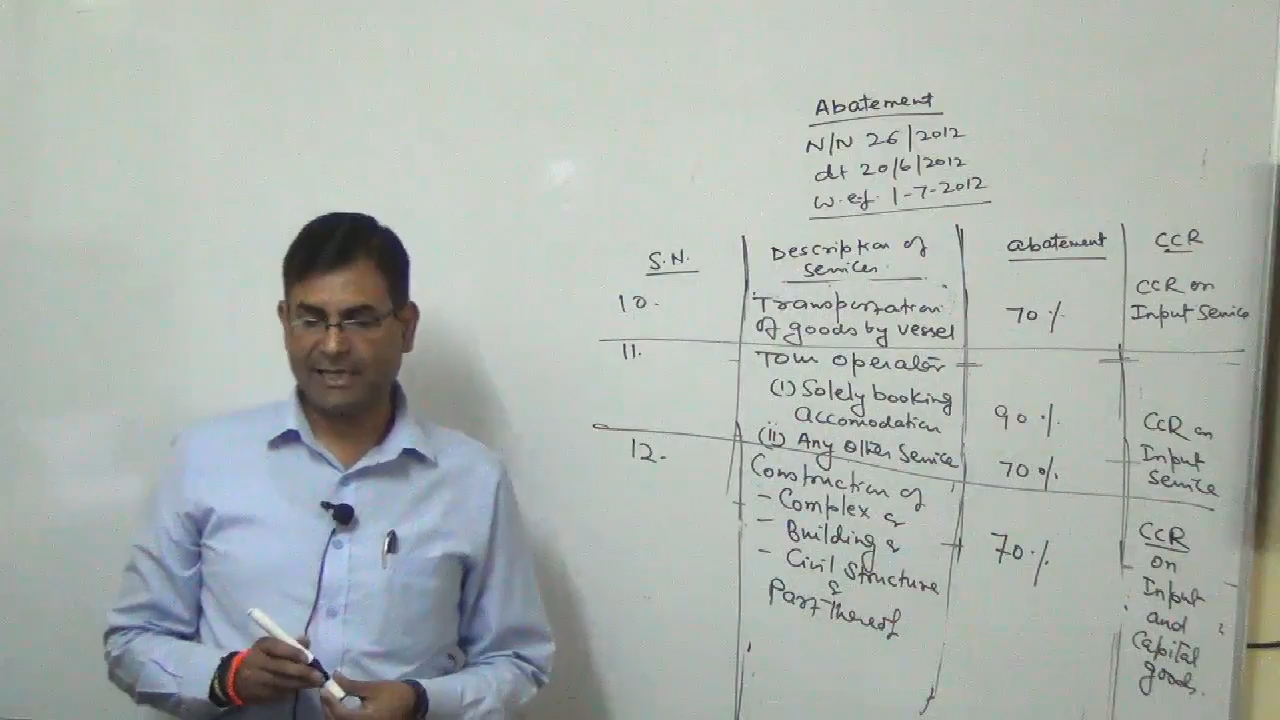 Abatement
N/N 26/2012
dt 20/6/2012
w.e.f. 1-7-2012
S.N.
Description of
services
abatement
CCR
10.
Transportation
of goods by vessel
70%
CCR on
Input Service
11.
Tour operator
(i) Solely booking
Accomodation
90%
(ii) Any other service
70%
CCR on
Input
Service
12.
Construction of
- Complex &
- Building &
- Civil Structure
&
Part Thereof
70%
CCR
on
Input
and
Capital
goods.